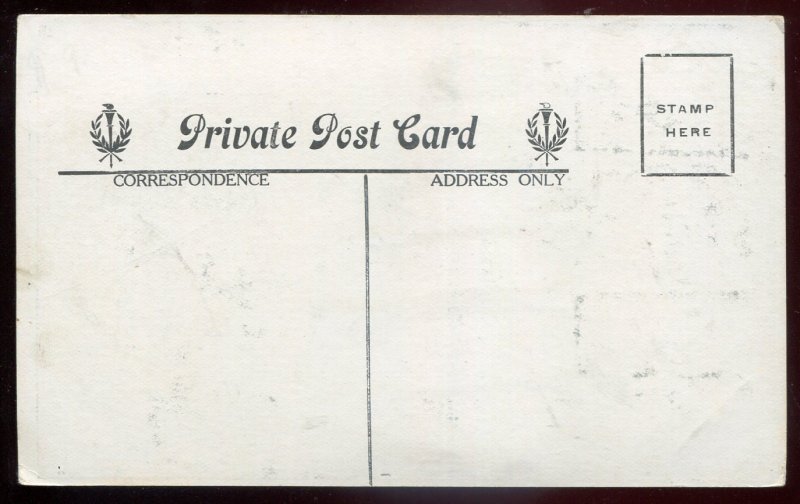 Private Post Card
STAMP
HERE
CORRESPONDENCE
ADDRESS ONLY